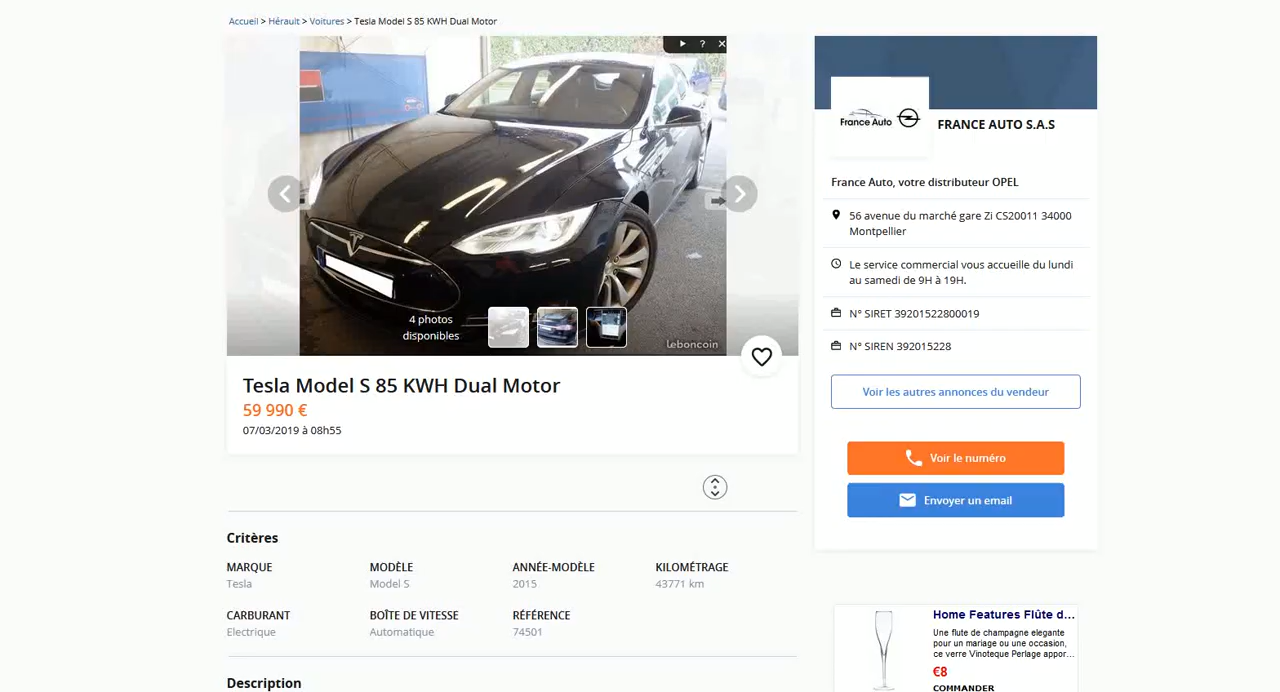 Accueil > Hérault > Voitures > Tesla Model S 85 KWH Dual Motor
?
4 photos
disponibles
leboncoin
Tesla Model S 85 KWH Dual Motor
59 990 €
07/03/2019 à 08h55
Critères
MARQUE
Tesla
MODÈLE
Model S
ANNÉE-MODÈLE
2015
KILOMÉTRAGE
43771 km
CARBURANT
Electrique
BOÎTE DE VITESSE
Automatique
RÉFÉRENCE
74501
Description
France Auto
FRANCE AUTO S.A.S
France Auto, votre distributeur OPEL
56 avenue du marché gare Zi CS20011 34000
Montpellier
Le service commercial vous accueille du lundi
au samedi de 9H à 19H.
N° SIRET 39201522800019
N° SIREN 392015228
Voir les autres annonces du vendeur
Voir le numéro
Envoyer un email
Home Features Flûte d...
Une flute de champagne elegante
pour un mariage ou une occasion,
ce verre Vinoteque Perlage appor...
€8
COMMANDER